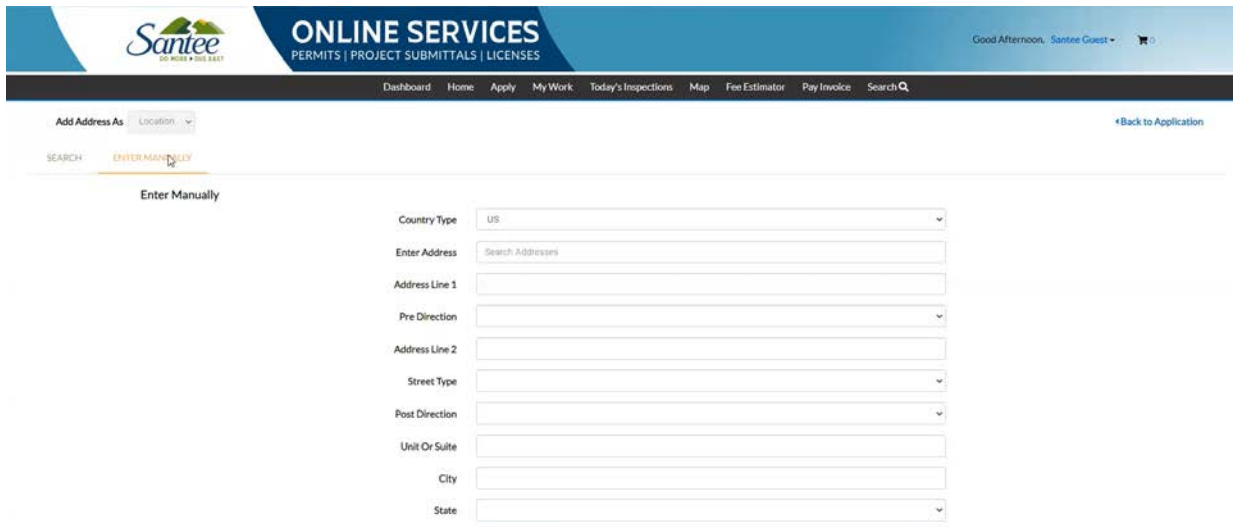 Santee
DO MORE ▸ OUT EAST
ONLINE SERVICES
PERMITS | PROJECT SUBMITTALS | LICENSES
Good Afternoon, Santee Guest
0
Dashboard Home Apply My Work Today's Inspections Map Fee Estimator Pay Invoice Search
Add Address As Location
Back to Application
SEARCH ENTER MANUALLY
Enter Manually
Country Type US
Enter Address Search Addresses
Address Line 1
Pre Direction
Address Line 2
Street Type
Post Direction
Unit Or Suite
City
State